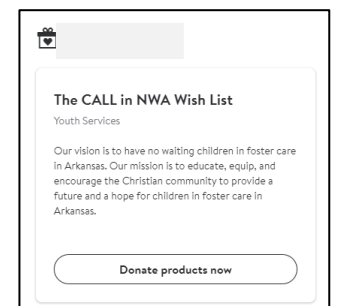 The CALL in NWA Wish List
Youth Services
Our vision is to have no waiting children in foster care
in Arkansas. Our mission is to educate, equip, and
encourage the Christian community to provide a
future and a hope for children in foster care in
Arkansas.
Donate products now